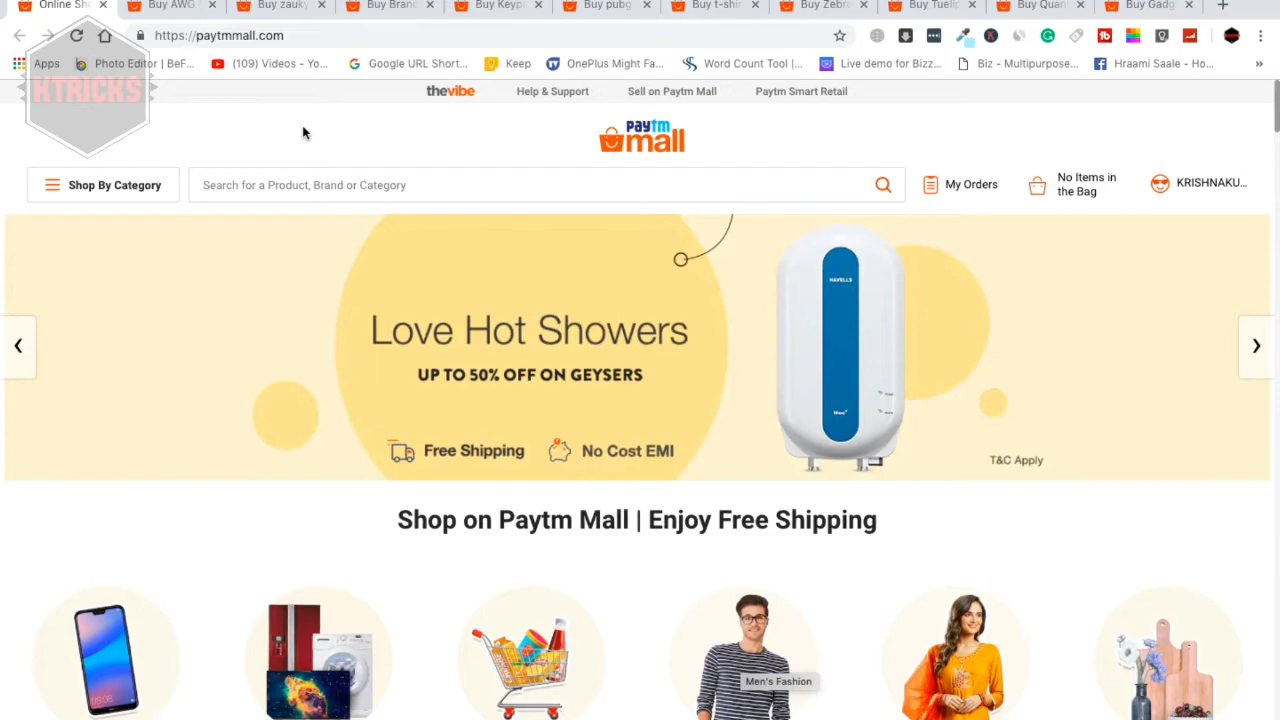 Online Sho
Buy AWG
Buy zauky
Buy Brand
Buy Keyp
Buy pubg
Buy t-shir
Buy Zebro
Buy Tuelip
Buy Quan
Buy Gadg
https://paytmmall.com
Apps
Photo Editor | BeF...
(109) Videos - Yo...
Google URL Short...
Keep
OnePlus Might Fa...
Word Count Tool |...
Live demo for Bizz...
Biz - Multipurpose...
Hraami Saale - Ho...
KTRICKS
thevibe
Help & Support
Sell on Paytm Mall
Paytm Smart Retail
paytm
mall
Shop By Category
Search for a Product, Brand or Category
My Orders
No Items in
the Bag
KRISHNAKU...
HAVELLS
Love Hot Showers
UP TO 50% OFF ON GEYSERS
Free Shipping
No Cost EMI
T&C Apply
Shop on Paytm Mall | Enjoy Free Shipping
Men's Fashion